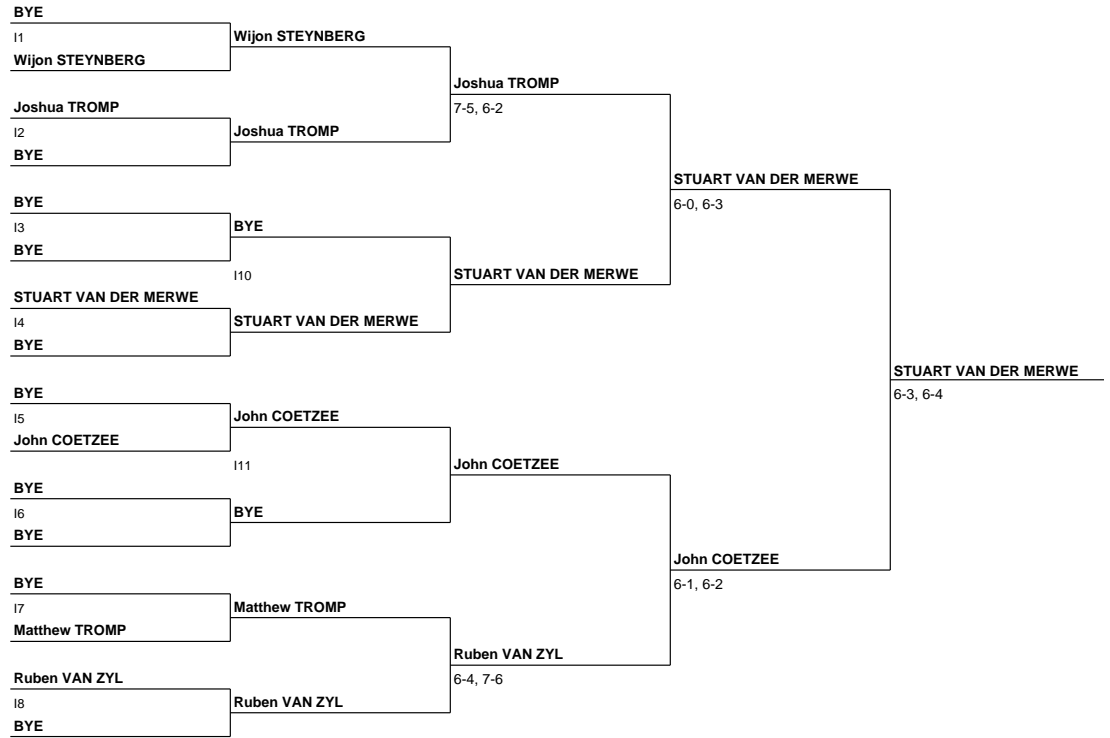 BYE
I1
Wijon STEYNBERG
Wijon STEYNBERG
Joshua TROMP
7-5, 6-2
Joshua TROMP
I2
Joshua TROMP
BYE
STUART VAN DER MERWE
6-0, 6-3
BYE
I3
BYE
BYE
I10
STUART VAN DER MERWE
STUART VAN DER MERWE
I4
STUART VAN DER MERWE
BYE
STUART VAN DER MERWE
6-3, 6-4
BYE
I5
John COETZEE
John COETZEE
I11
John COETZEE
BYE
I6
BYE
BYE
John COETZEE
6-1, 6-2
BYE
I7
Matthew TROMP
Matthew TROMP
Ruben VAN ZYL
6-4, 7-6
Ruben VAN ZYL
I8
Ruben VAN ZYL
BYE